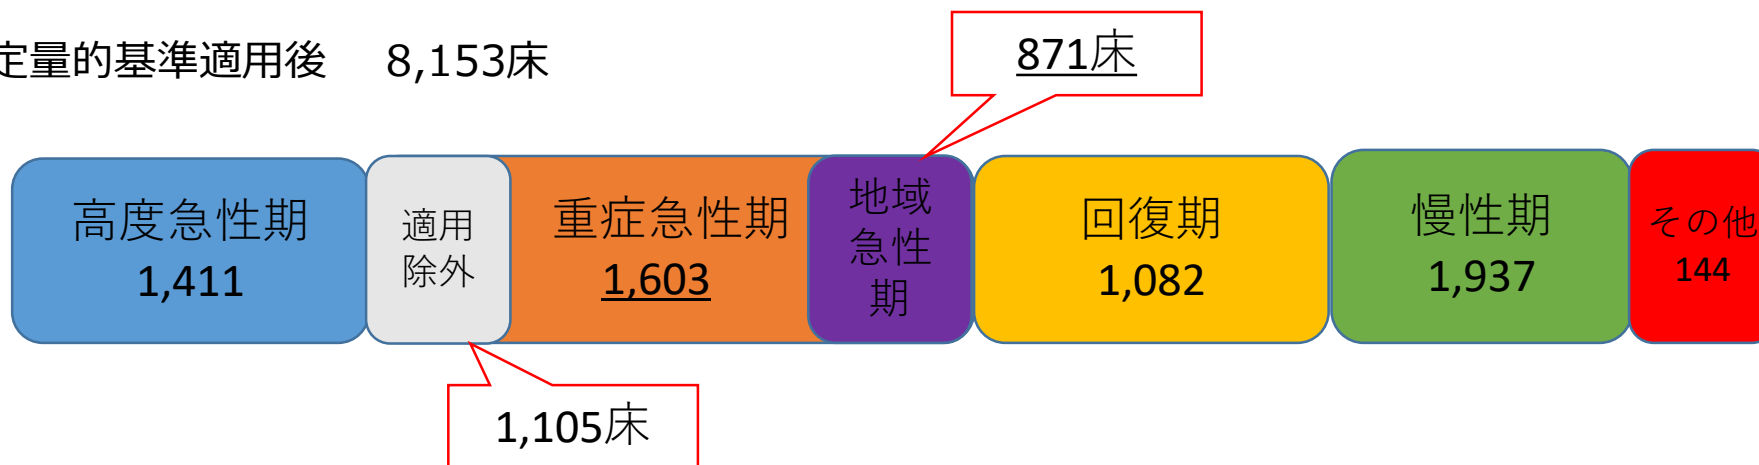 定量的基準適用後 8,153床
871床
高度急性期
1,411
適用
除外
重症急性期
1,603
地域
急性
期
回復期
1,082
慢性期
1,937
その他
144
1,105床